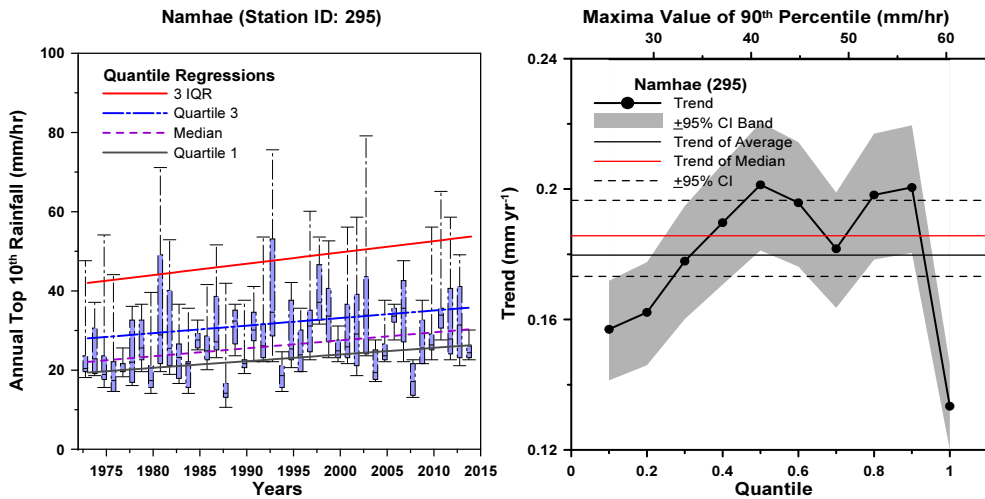 Namhae (Station ID: 295)
100
80
60
40
20
0
Annual Top 10th Rainfall (mm/hr)
Quantile Regressions
3 IQR
Quartile 3
Median
Quartile 1
1975 1980 1985 1990 1995 2000 2005 2010 2015
Years
Maxima Value of 90th Percentile (mm/hr)
33 41 49 56 60
0.24
0.2
0.16
0.12
Trend (mm yr-1)
Namhae (295)
Trend
±95% CI Band
Trend of Average
Trend of Median
±95% CI
0 0.2 0.4 0.6 0.8 1
Quantile